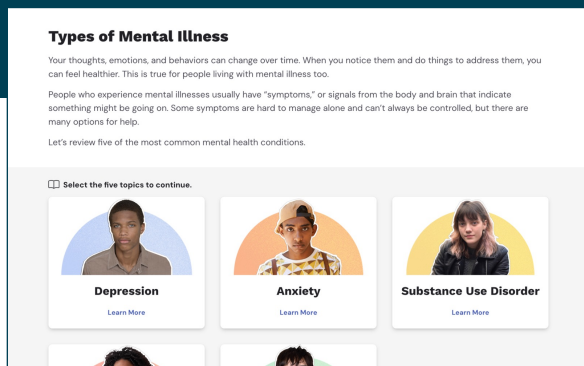 Types of Mental Illness
Your thoughts, emotions, and behaviors can change over time. When you notice them and do things to address them, you
can feel healthier. This is true for people living with mental illness too.
People who experience mental illnesses usually have “symptoms,” or signals from the body and brain that indicate
something might be going on. Some symptoms are hard to manage alone and can’t always be controlled, but there are
many options for help.
Let’s review five of the most common mental health conditions.
Select the five topics to continue.
Depression
Anxiety
Substance Use Disorder
Learn More
Learn More
Learn More